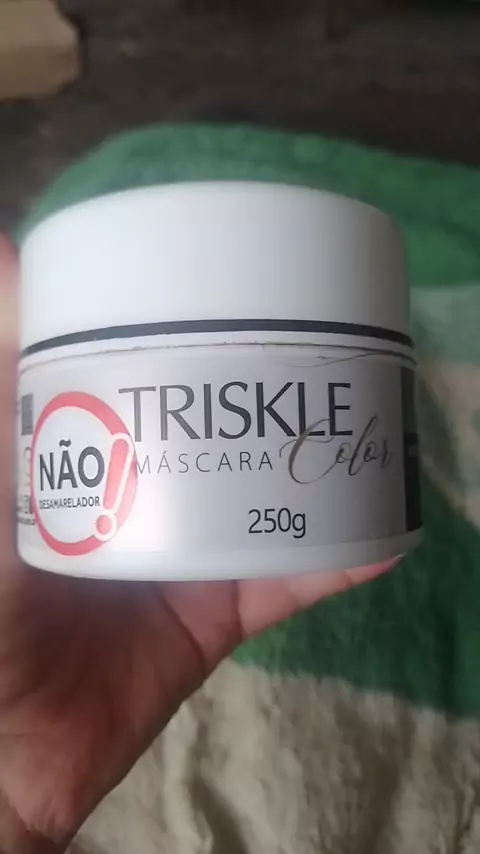 TRISKLE
MÁSCARA Color
NÃO!
DESAMARELADOR
250g